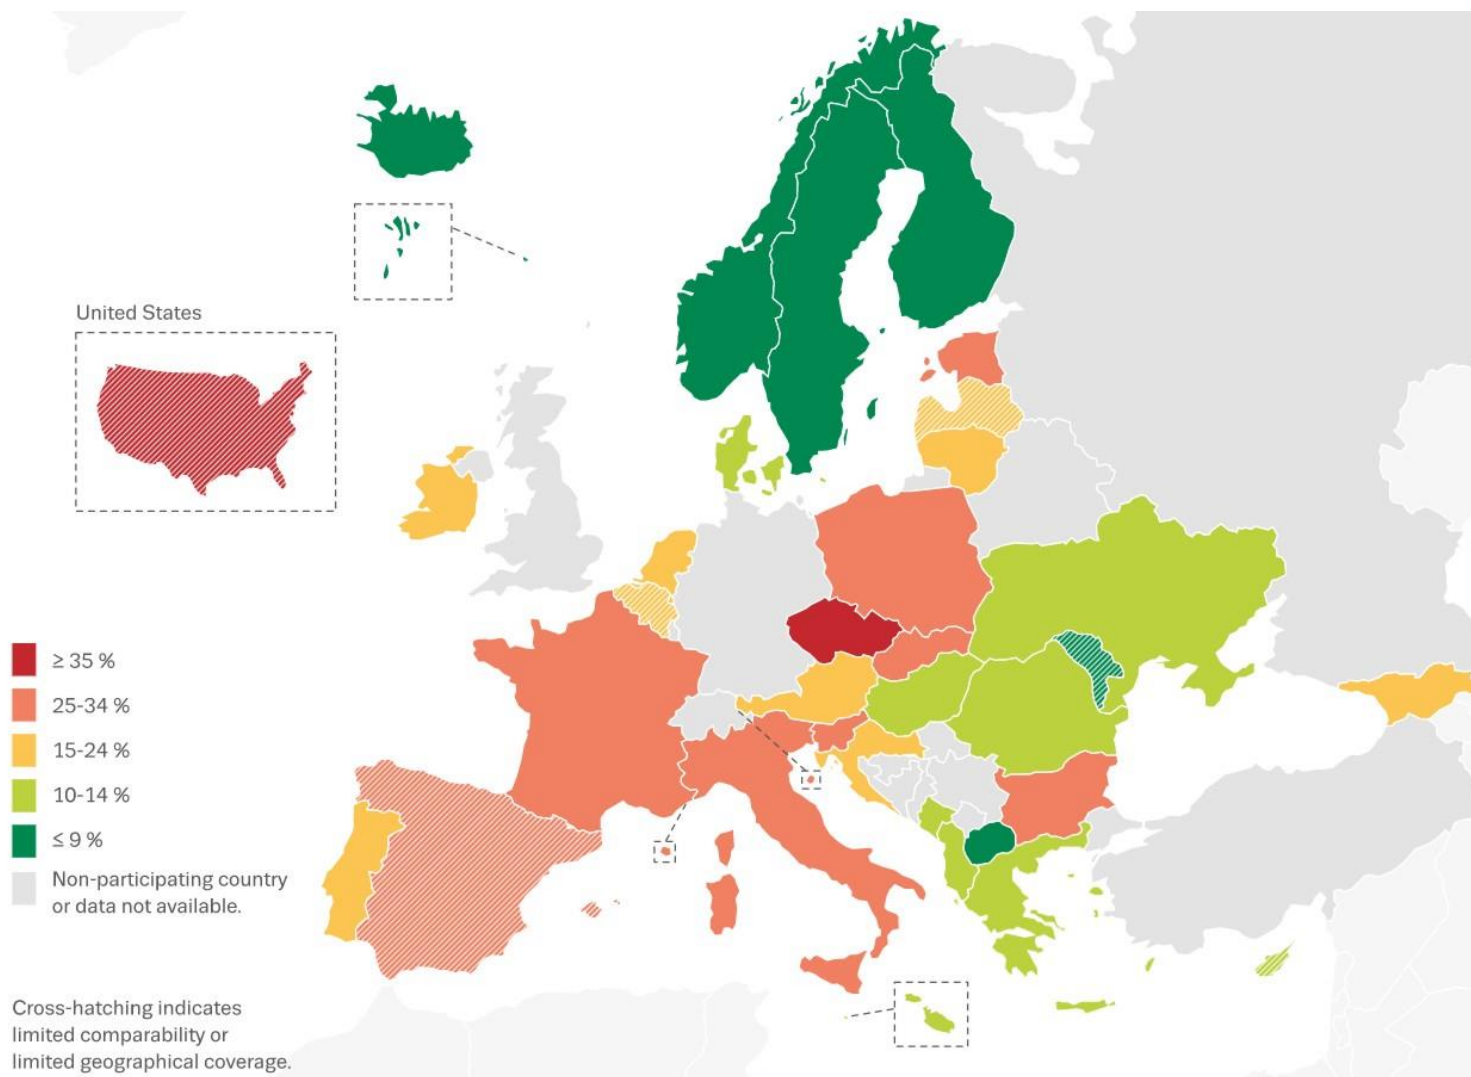 United States
≥ 35 %
25-34 %
15-24 %
10-14 %
≤ 9 %
Non-participating country
or data not available.
Cross-hatching indicates
limited comparability or
limited geographical coverage.